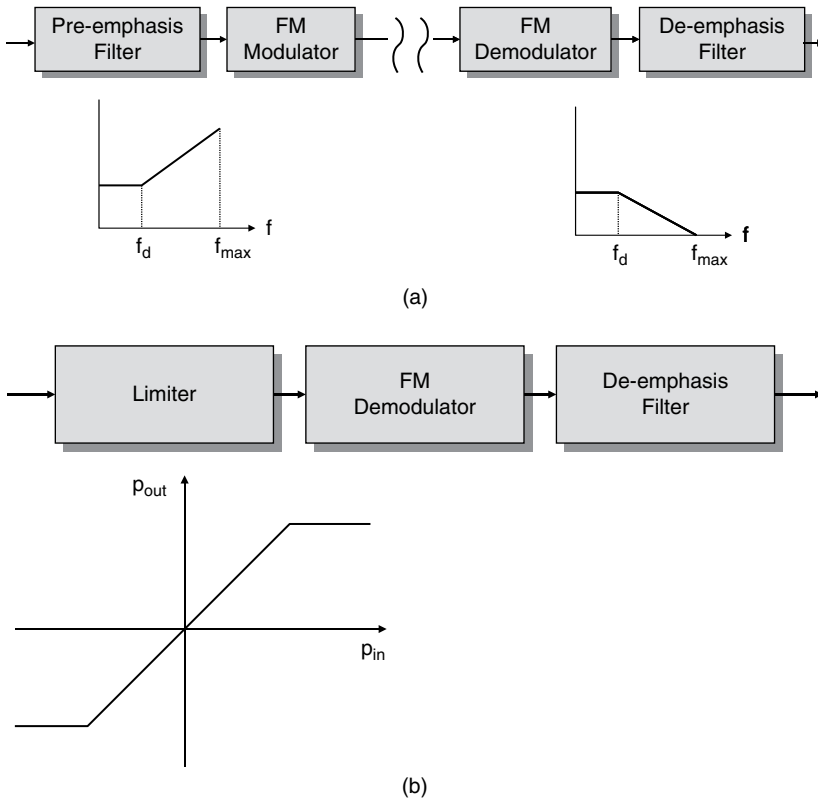 Pre-emphasis
Filter
FM
Modulator
FM
Demodulator
De-emphasis
Filter
f
f_d
f_max
f
f_d
f_max
(a)
Limiter
FM
Demodulator
De-emphasis
Filter
p_out
p_in
(b)